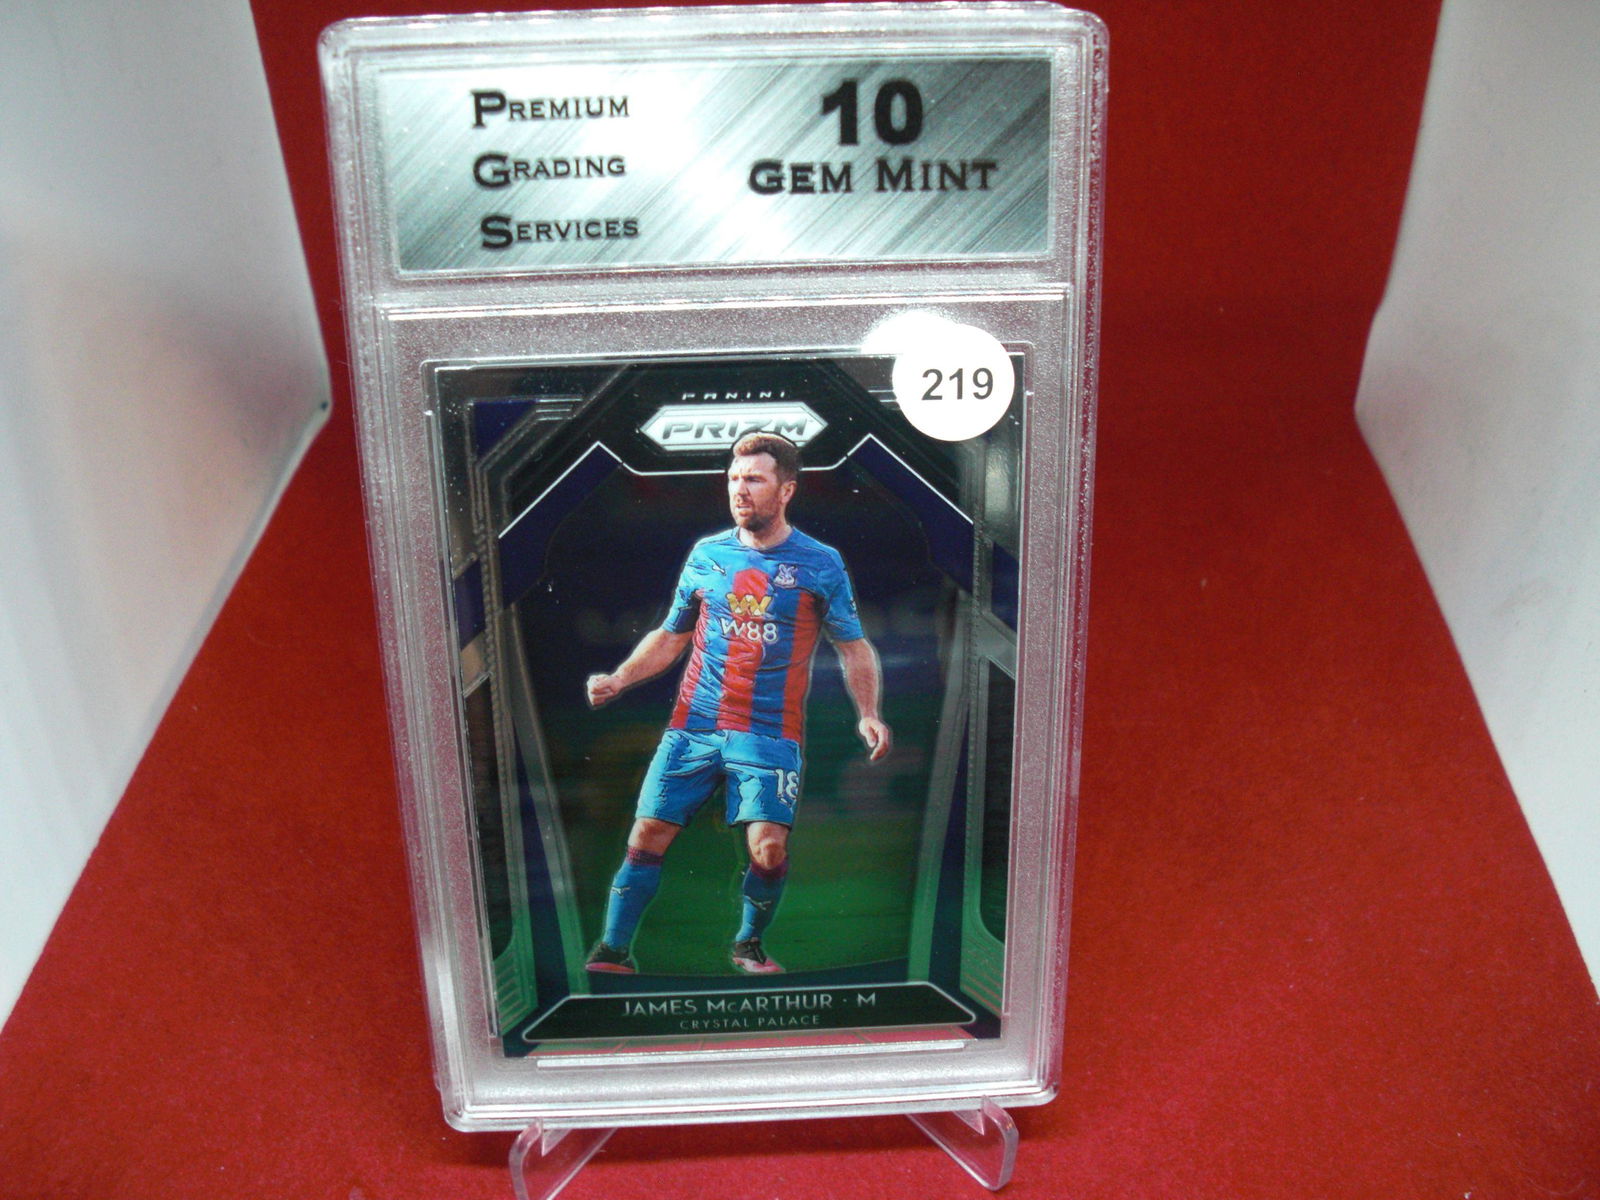 PREMIUM
GRADING
SERVICES
10
GEM MINT
219
PANINI
PRIZM
W88
18
JAMES McARTHUR · M
CRYSTAL PALACE